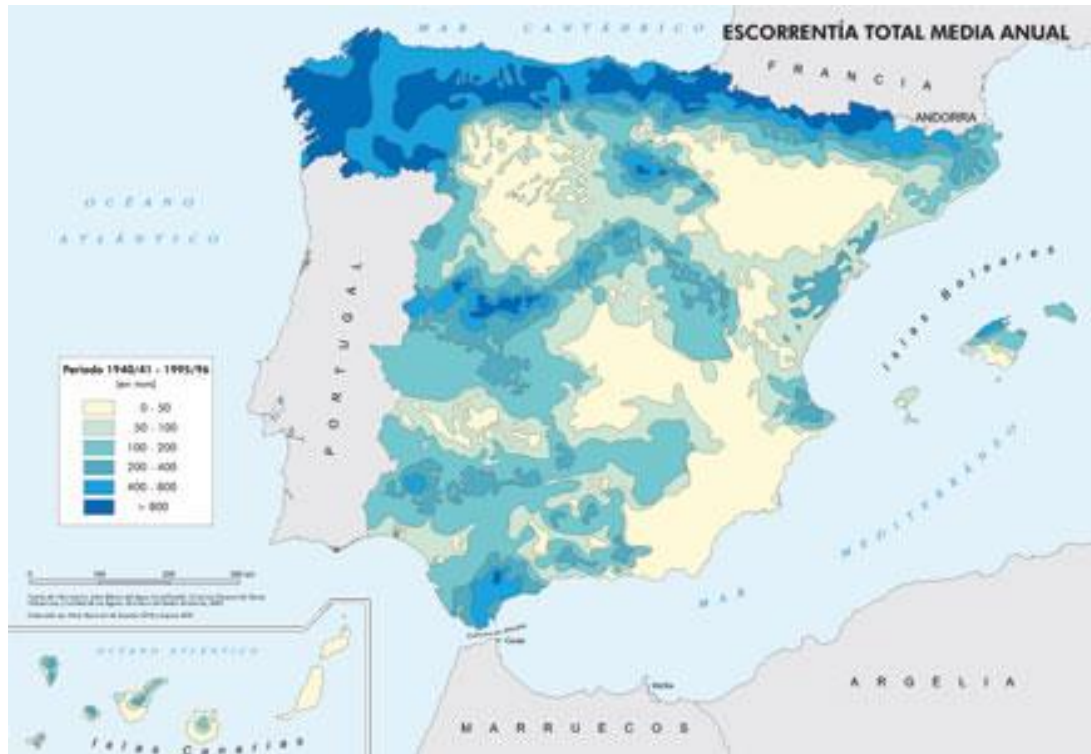 ESCORRENTÍA TOTAL MEDIA ANUAL
MAR CANTÁBRICO
FRANCIA
ANDORRA
OCÉANO
ATLÁNTICO
PORTUGAL
Islas Baleares
Periodo 1940/41 - 1995/96
(en mm)
0 - 50
50 - 100
100 - 200
200 - 400
400 - 800
> 800
MAR MEDITERRÁNEO
OCÉANO ATLÁNTICO
Islas Canarias
Ceuta
Melilla
MARRUECOS
ARGELIA